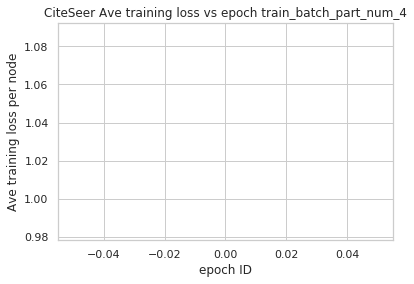 CiteSeer Ave training loss vs epoch train_batch_part_num_4
Ave training loss per node
1.08
1.06
1.04
1.02
1.00
0.98
−0.04 −0.02 0.00 0.02 0.04
epoch ID